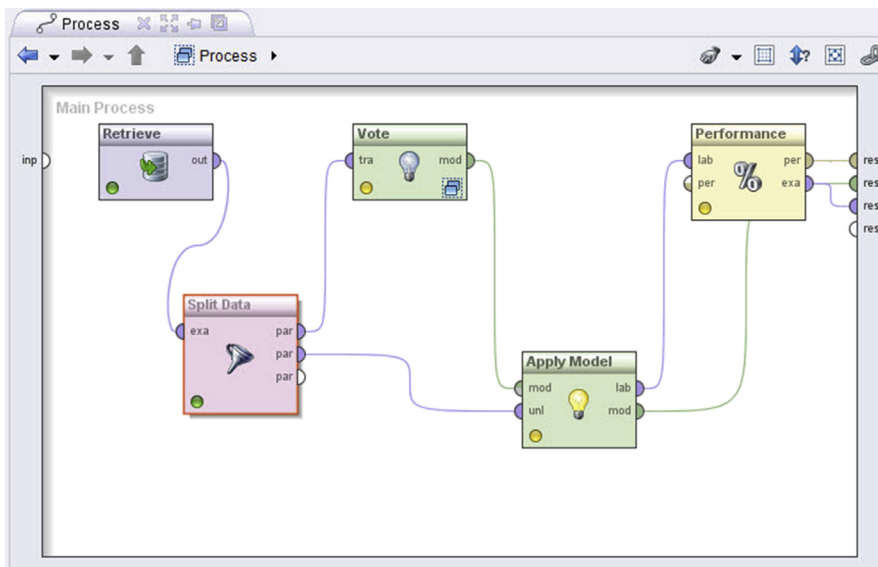 Process
Process
Main Process
inp
Retrieve
out
Vote
tra
mod
Performance
lab
per
per
exa
res
res
res
res
Split Data
exa
par
par
par
Apply Model
mod
lab
unl
mod